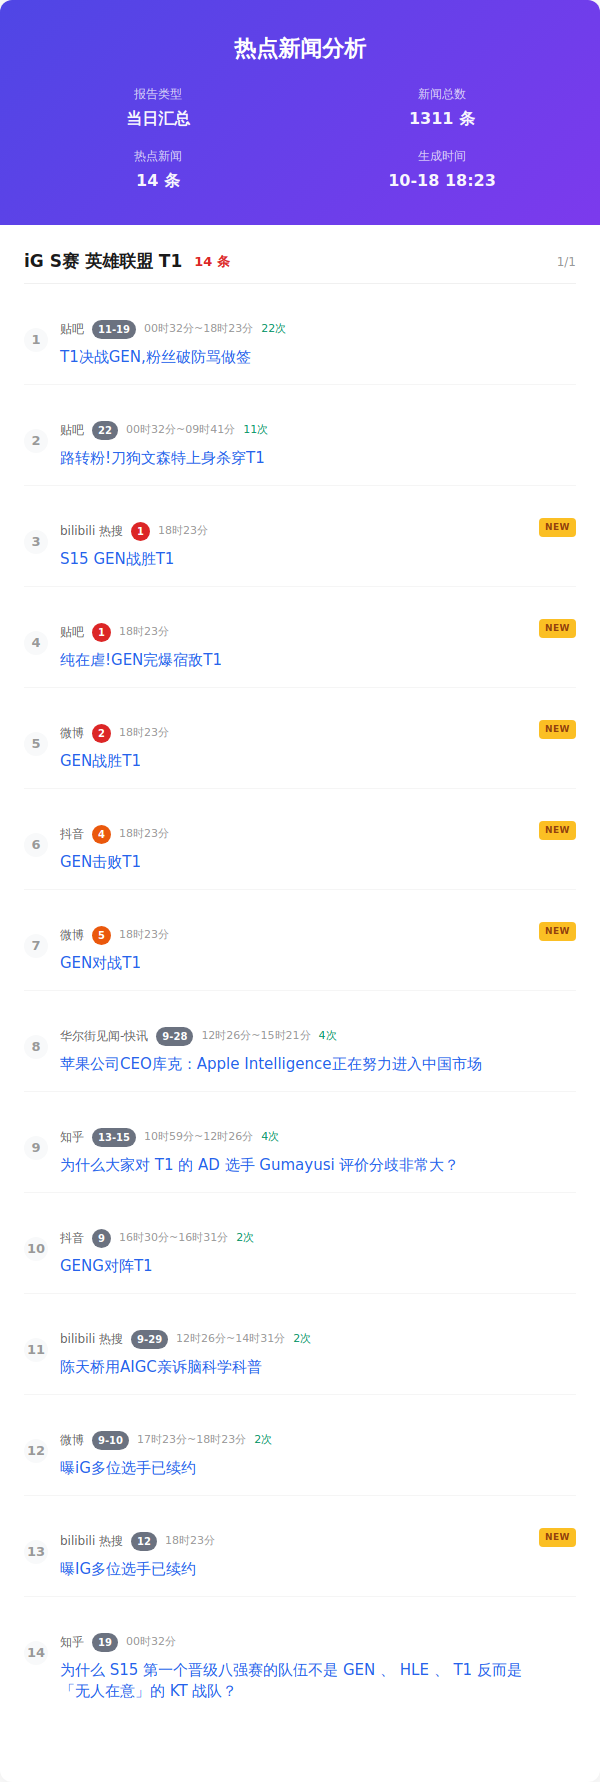 热点新闻分析
报告类型
新闻总数
当日汇总
1311 条
热点新闻
生成时间
14 条
10-18 18:23
iG S赛 英雄联盟 T1 14 条 1/1
1
贴吧 11-19 00时32分~18时23分 22次
T1决战GEN,粉丝破防骂做签
2
贴吧 22 00时32分~09时41分 11次
路转粉!刀狗文森特上身杀穿T1
3
bilibili 热搜 1 18时23分 NEW
S15 GEN战胜T1
4
贴吧 1 18时23分 NEW
纯在虐!GEN完爆宿敌T1
5
微博 2 18时23分 NEW
GEN战胜T1
6
抖音 4 18时23分 NEW
GEN击败T1
7
微博 5 18时23分 NEW
GEN对战T1
8
华尔街见闻-快讯 9-28 12时26分~15时21分 4次
苹果公司CEO库克：Apple Intelligence正在努力进入中国市场
9
知乎 13-15 10时59分~12时26分 4次
为什么大家对 T1 的 AD 选手 Gumayusi 评价分歧非常大？
10
抖音 9 16时30分~16时31分 2次
GENG对阵T1
11
bilibili 热搜 9-29 12时26分~14时31分 2次
陈天桥用AIGC亲诉脑科学科普
12
微博 9-10 17时23分~18时23分 2次
曝iG多位选手已续约
13
bilibili 热搜 12 18时23分 NEW
曝IG多位选手已续约
14
知乎 19 00时32分
为什么 S15 第一个晋级八强赛的队伍不是 GEN 、 HLE 、 T1 反而是
「无人在意」的 KT 战队？